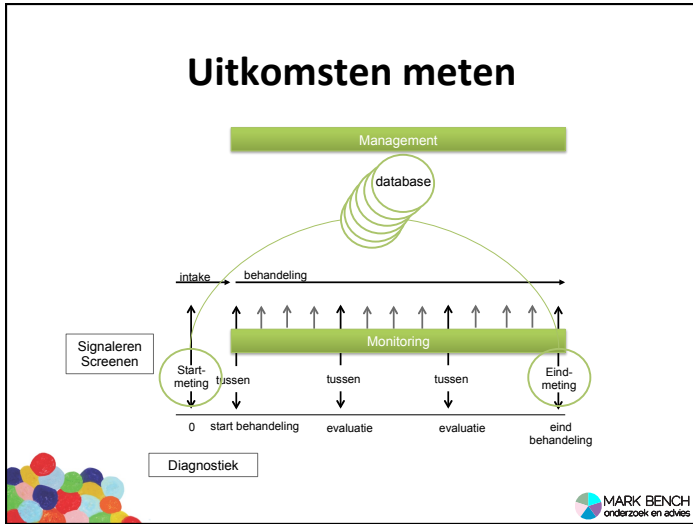 Uitkomsten meten
Management
database
intake
behandeling
Signaleren
Screenen
Monitoring
Start-
meting
tussen
tussen
tussen
Eind-
meting
0
start behandeling
evaluatie
evaluatie
eind
behandeling
Diagnostiek
MARK BENCH
onderzoek en advies